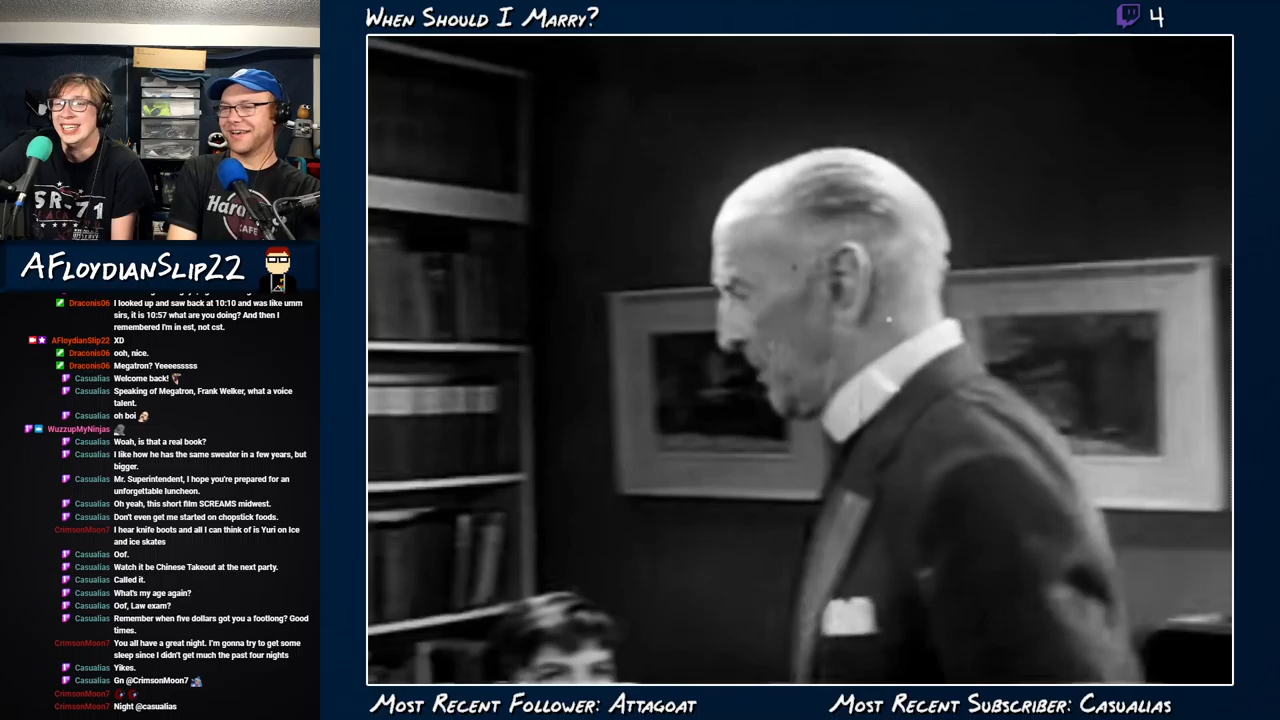 When Should I Marry?
4
SR-71
Hard
CAFE
AFloydianSlip22
Draconis06 I looked up and saw back at 10:10 and was like umm
sirs, it is 10:57 what are you doing? And then I
remembered I'm in est, not cst.
AFloydianSlip22 XD
Draconis06 ooh, nice.
Draconis06 Megatron? Yeeeesssss
Casualias Welcome back!
Casualias Speaking of Megatron, Frank Welker, what a voice
talent.
Casualias oh boi
WuzzupMyNinjas
Casualias Woah, is that a real book?
Casualias I like how he has the same sweater in a few years, but
bigger.
Casualias Mr. Superintendent, I hope you're prepared for an
unforgettable luncheon.
Casualias Oh yeah, this short film SCREAMS midwest.
Casualias Don't even get me started on chopstick foods.
CrimsonMoon7 I hear knife boots and all I can think of is Yuri on Ice
and ice skates
Casualias Oof.
Casualias Watch it be Chinese Takeout at the next party.
Casualias Called it.
Casualias What's my age again?
Casualias Oof, Law exam?
Casualias Remember when five dollars got you a footlong? Good
times.
CrimsonMoon7 You all have a great night. I'm gonna try to get some
sleep since I didn't get much the past four nights
Casualias Yikes.
Casualias Gn @CrimsonMoon7
CrimsonMoon7
CrimsonMoon7 Night @casualias
Most Recent Follower: Attagoat
Most Recent Subscriber: Casualias